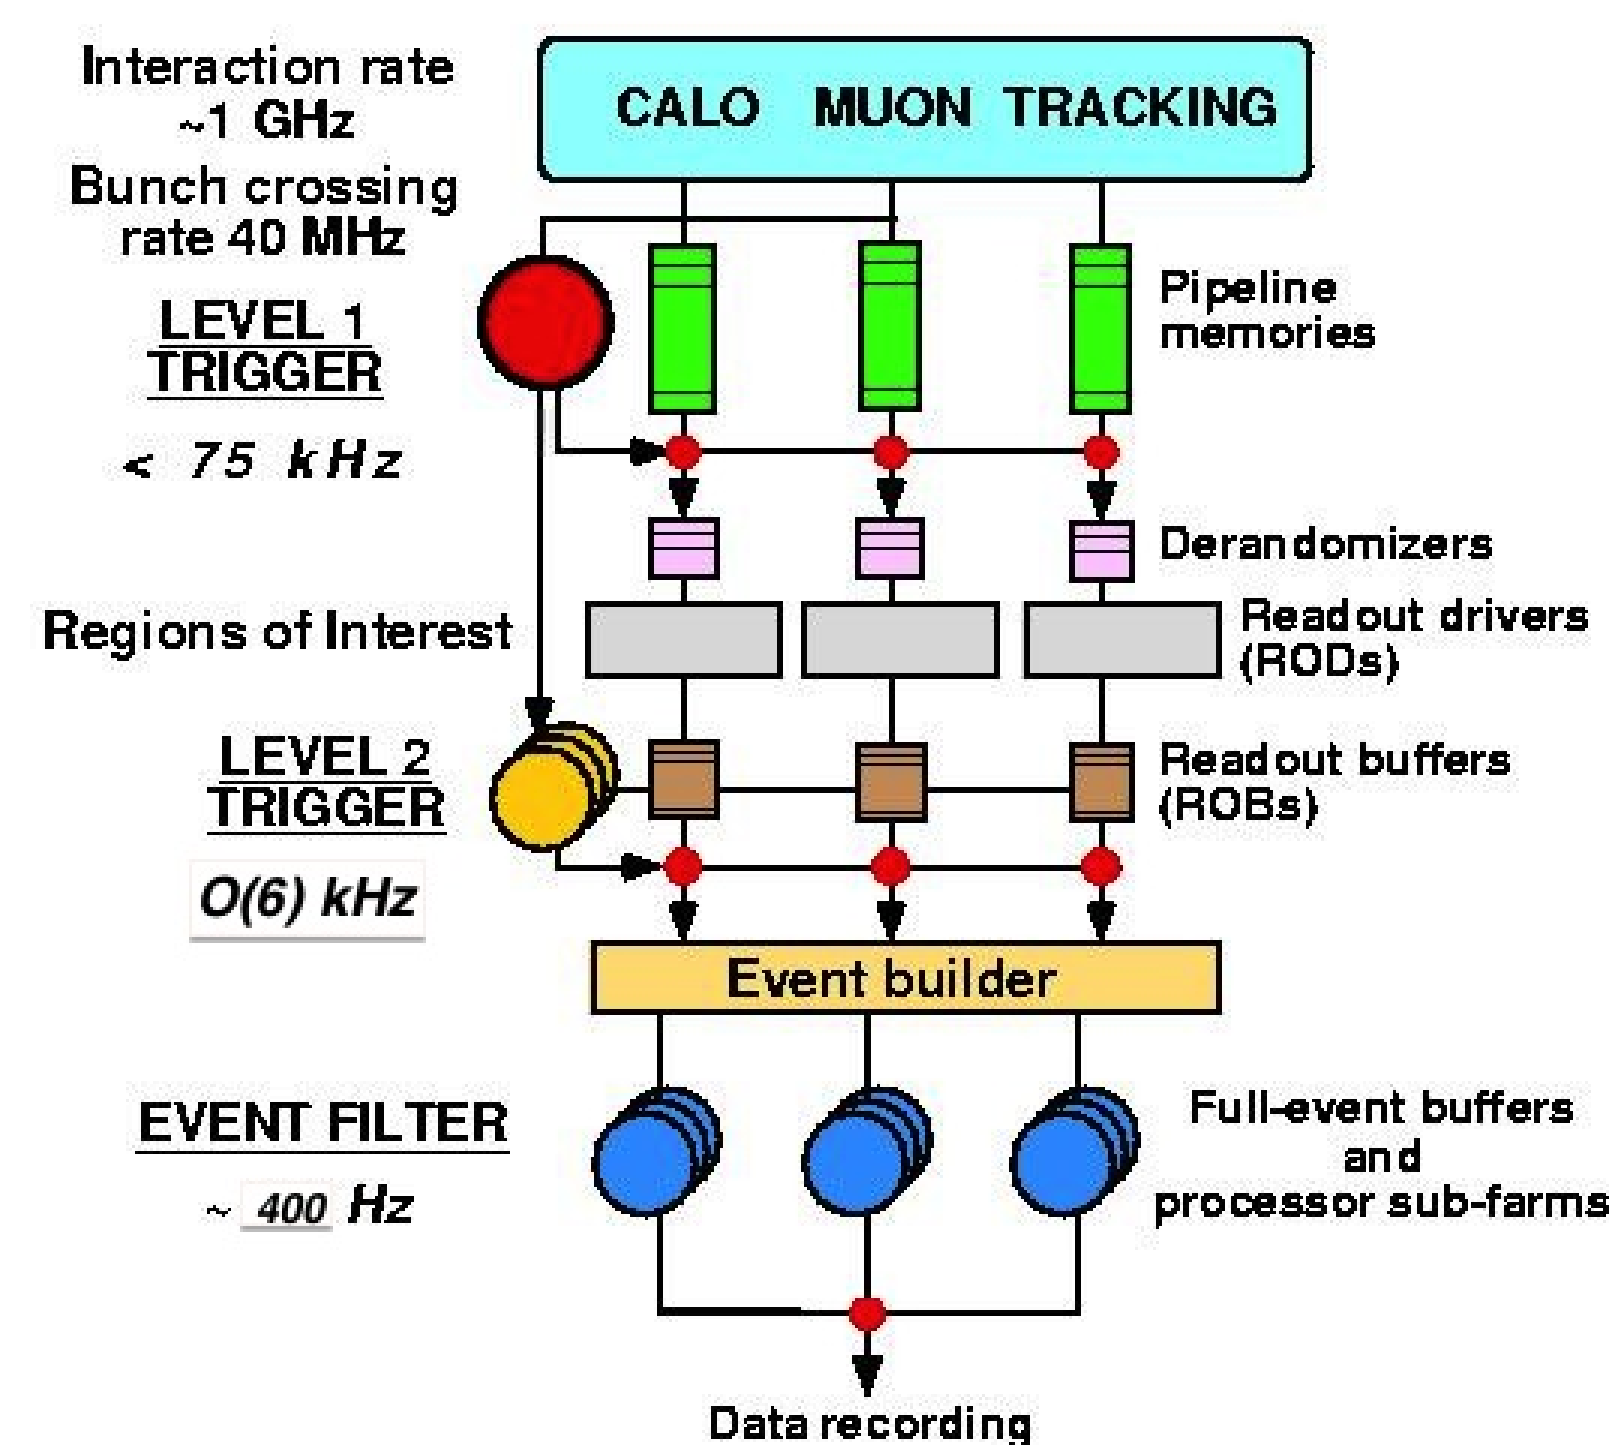 Interaction rate
~1 GHz
Bunch crossing
rate 40 MHz
CALO MUON TRACKING
LEVEL 1
TRIGGER
< 75 kHz
Pipeline
memories
Derandomizers
Regions of Interest
Readout drivers
(RODs)
LEVEL 2
TRIGGER
O(6) kHz
Readout buffers
(ROBs)
Event builder
EVENT FILTER
~ 400 Hz
Full-event buffers
and
processor sub-farms
Data recording